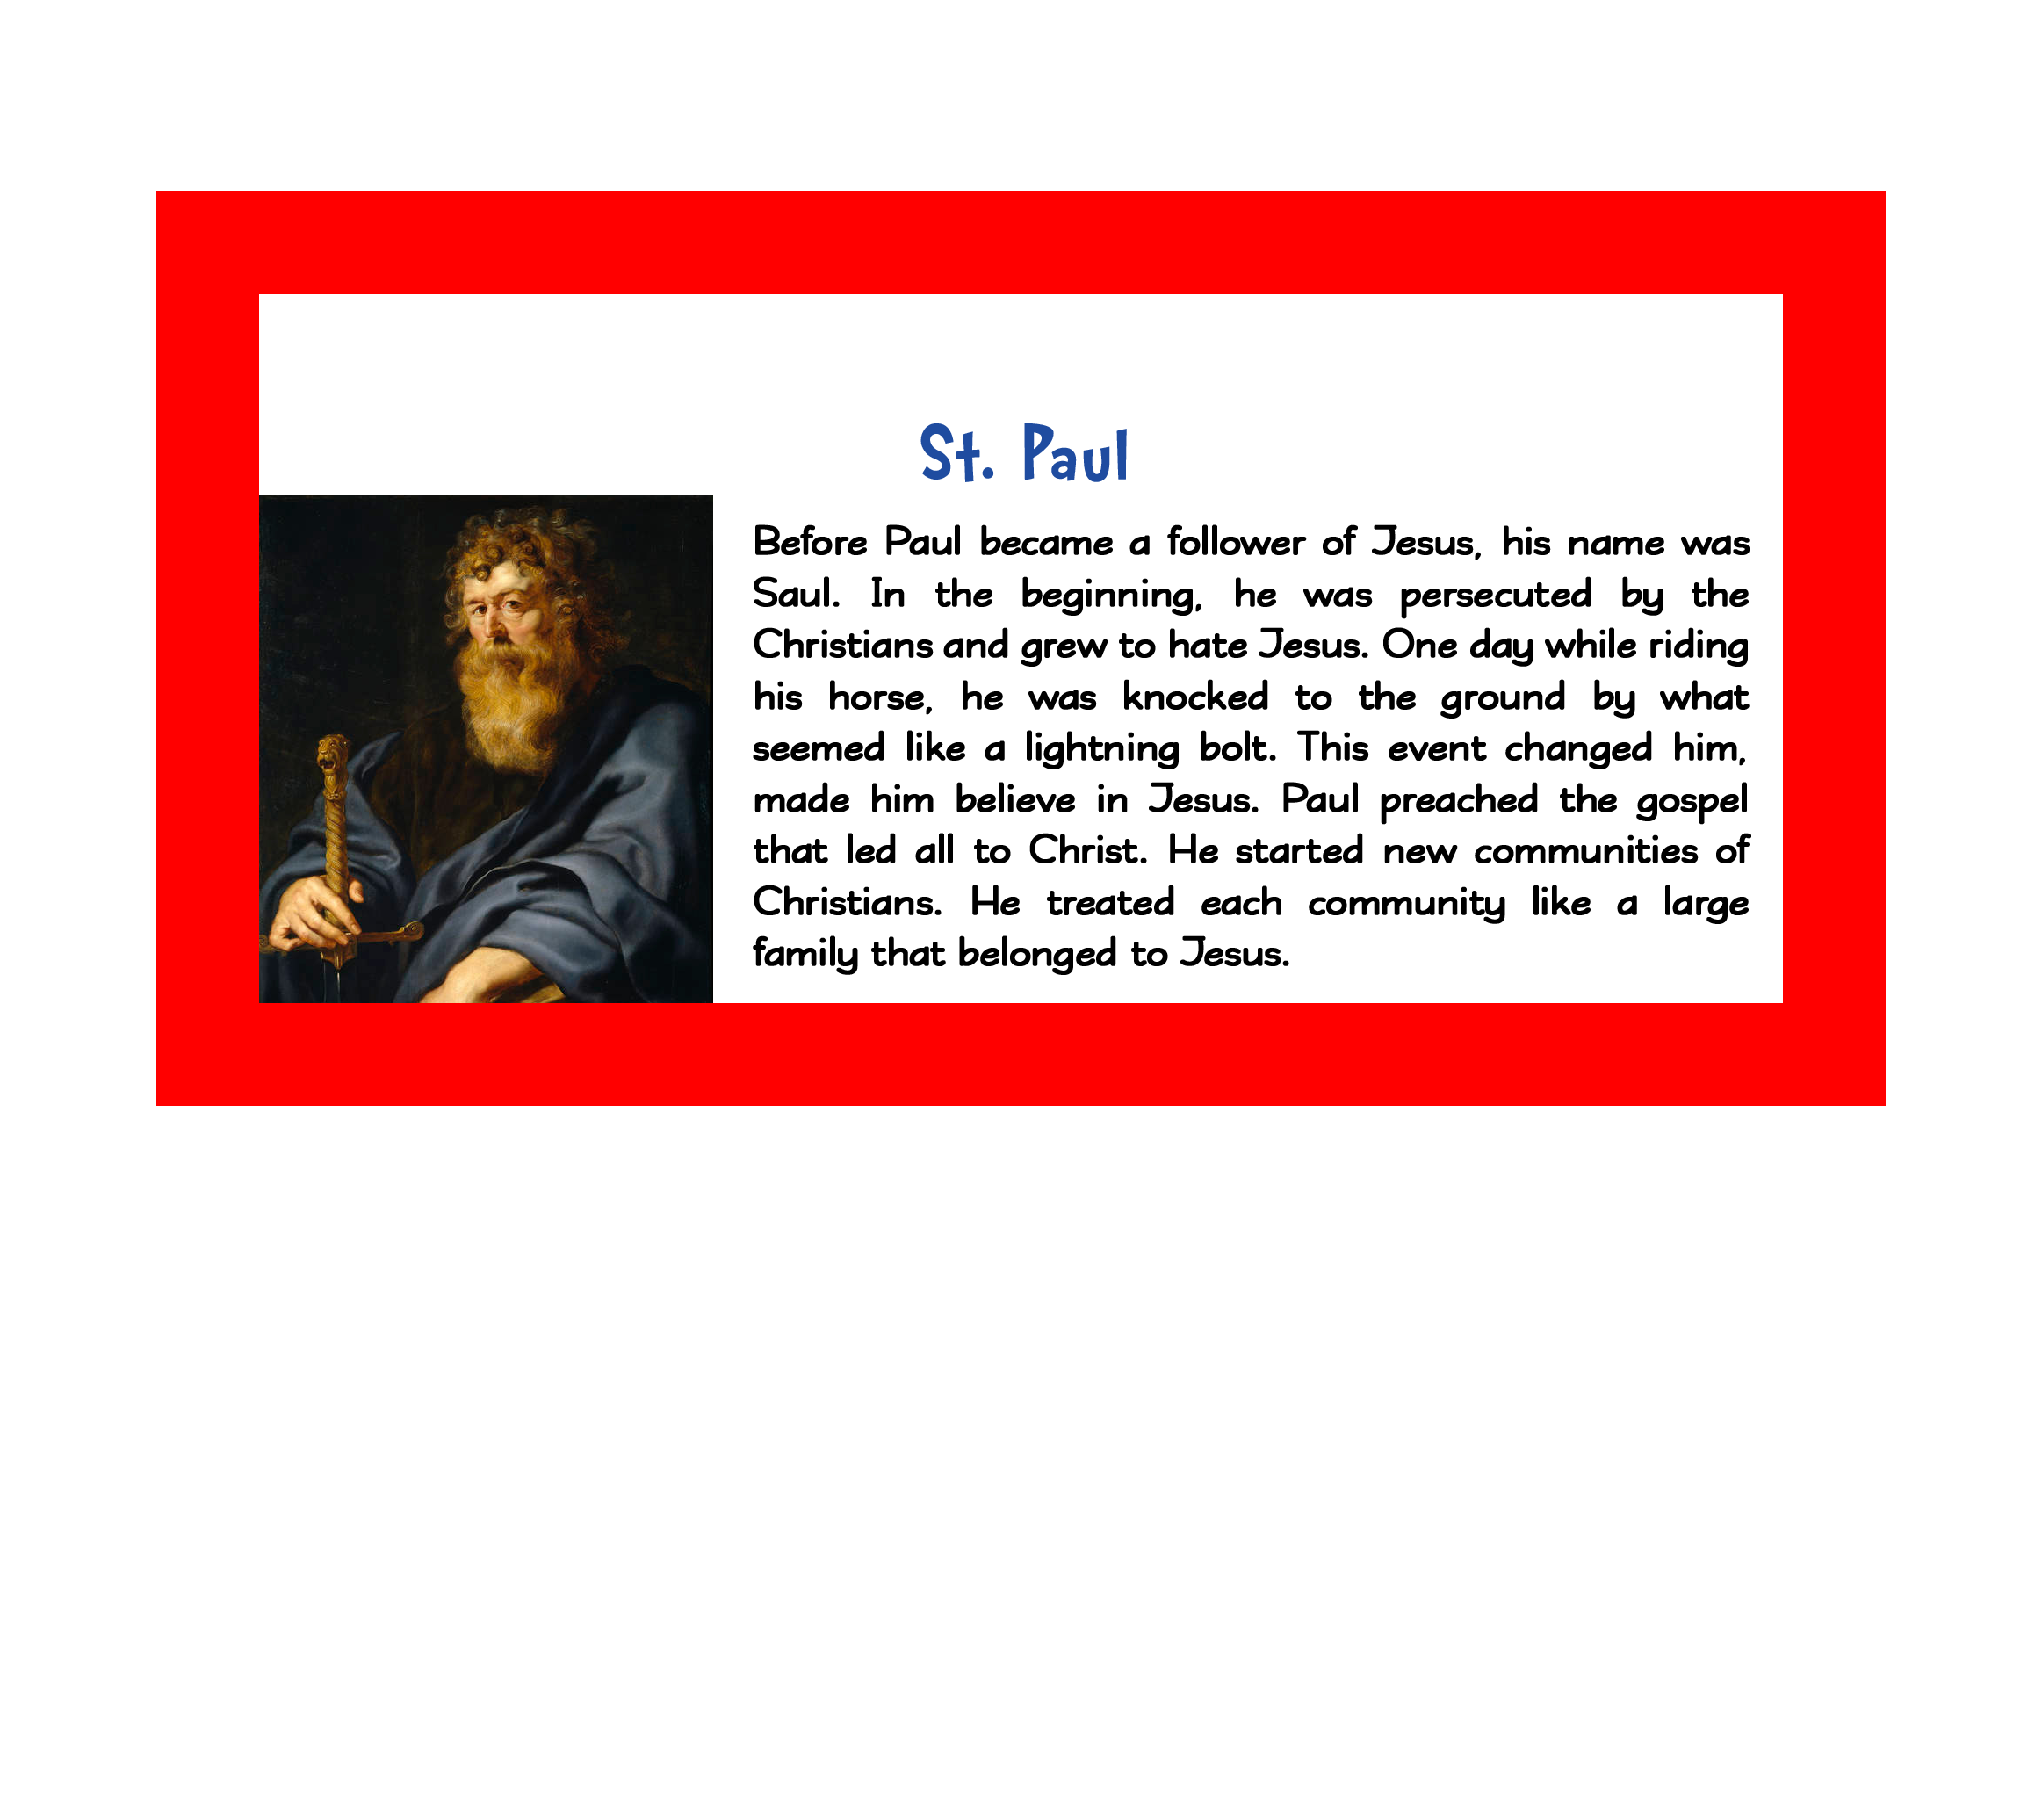 St. Paul
Before Paul became a follower of Jesus, his name was
Saul. In the beginning, he was persecuted by the
Christians and grew to hate Jesus. One day while riding
his horse, he was knocked to the ground by what
seemed like a lightning bolt. This event changed him,
made him believe in Jesus. Paul preached the gospel
that led all to Christ. He started new communities of
Christians. He treated each community like a large
family that belonged to Jesus.